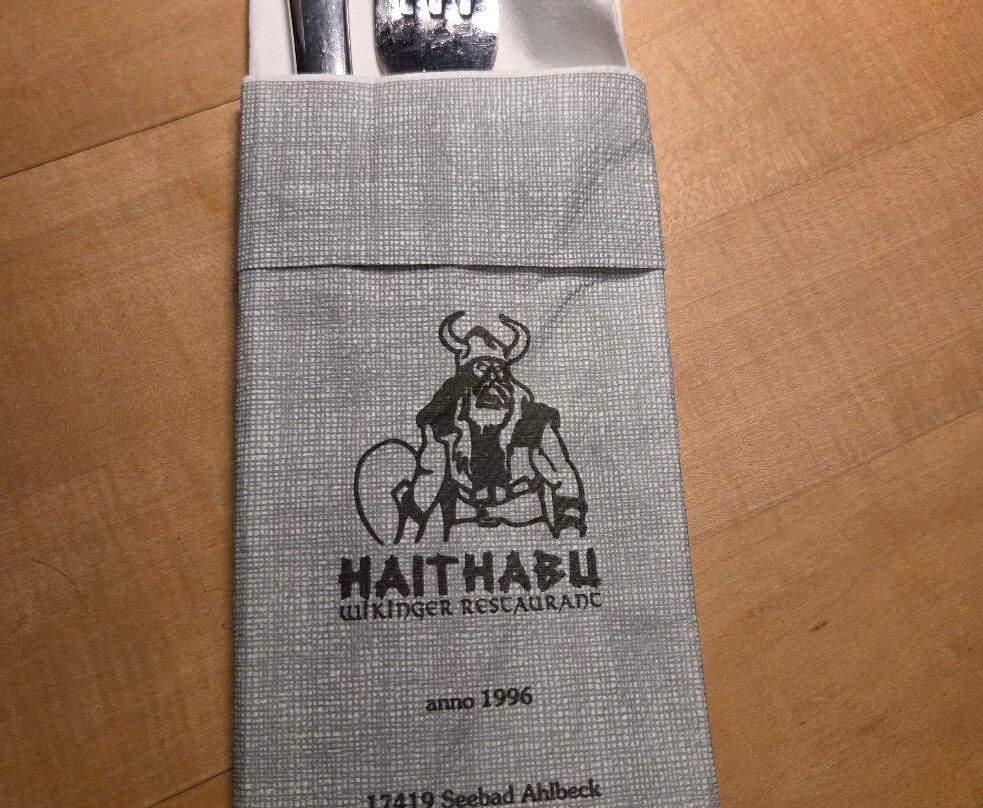 HAITHABU
WIKINGER RESTAURANT
anno 1996
17419 Seebad Ahlbeck